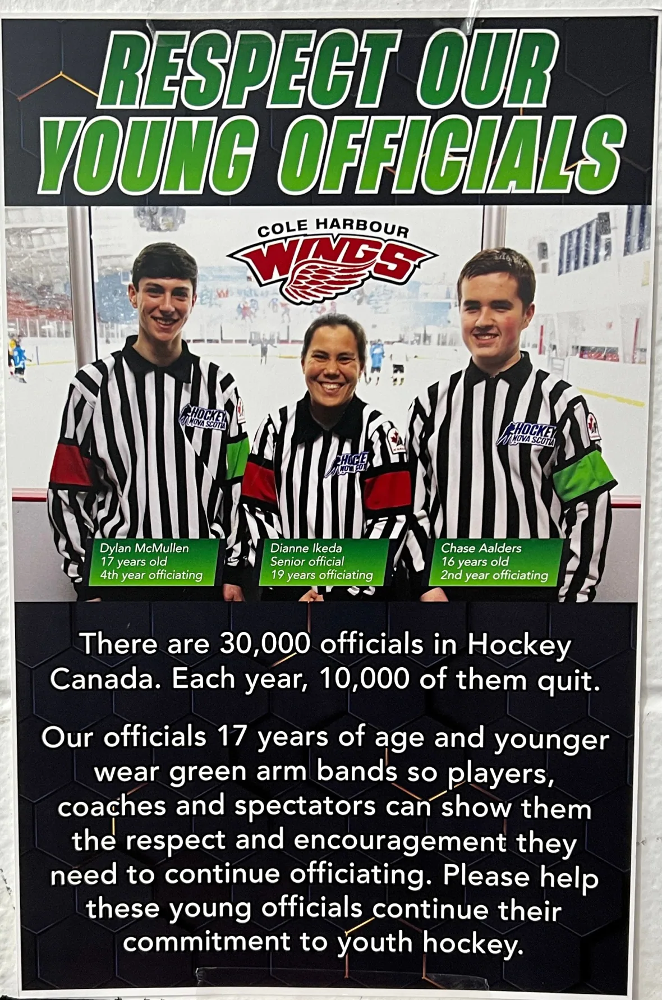 RESPECT OUR
YOUNG OFFICIALS
COLE HARBOUR
WINGS
HOCKEY
NOVA SCOTIA
HOCKE
NOVA SCOT
HOCKEY
NOVA SCOTIA
Dylan McMullen
17 years old
4th year officiating
Dianne Ikeda
Senior official
19 years officiating
Chase Aalders
16 years old
2nd year officiating
There are 30,000 officials in Hockey
Canada. Each year, 10,000 of them quit.
Our officials 17 years of age and younger
wear green arm bands so players,
coaches and spectators can show them
the respect and encouragement they
need to continue officiating. Please help
these young officials continue their
commitment to youth hockey.